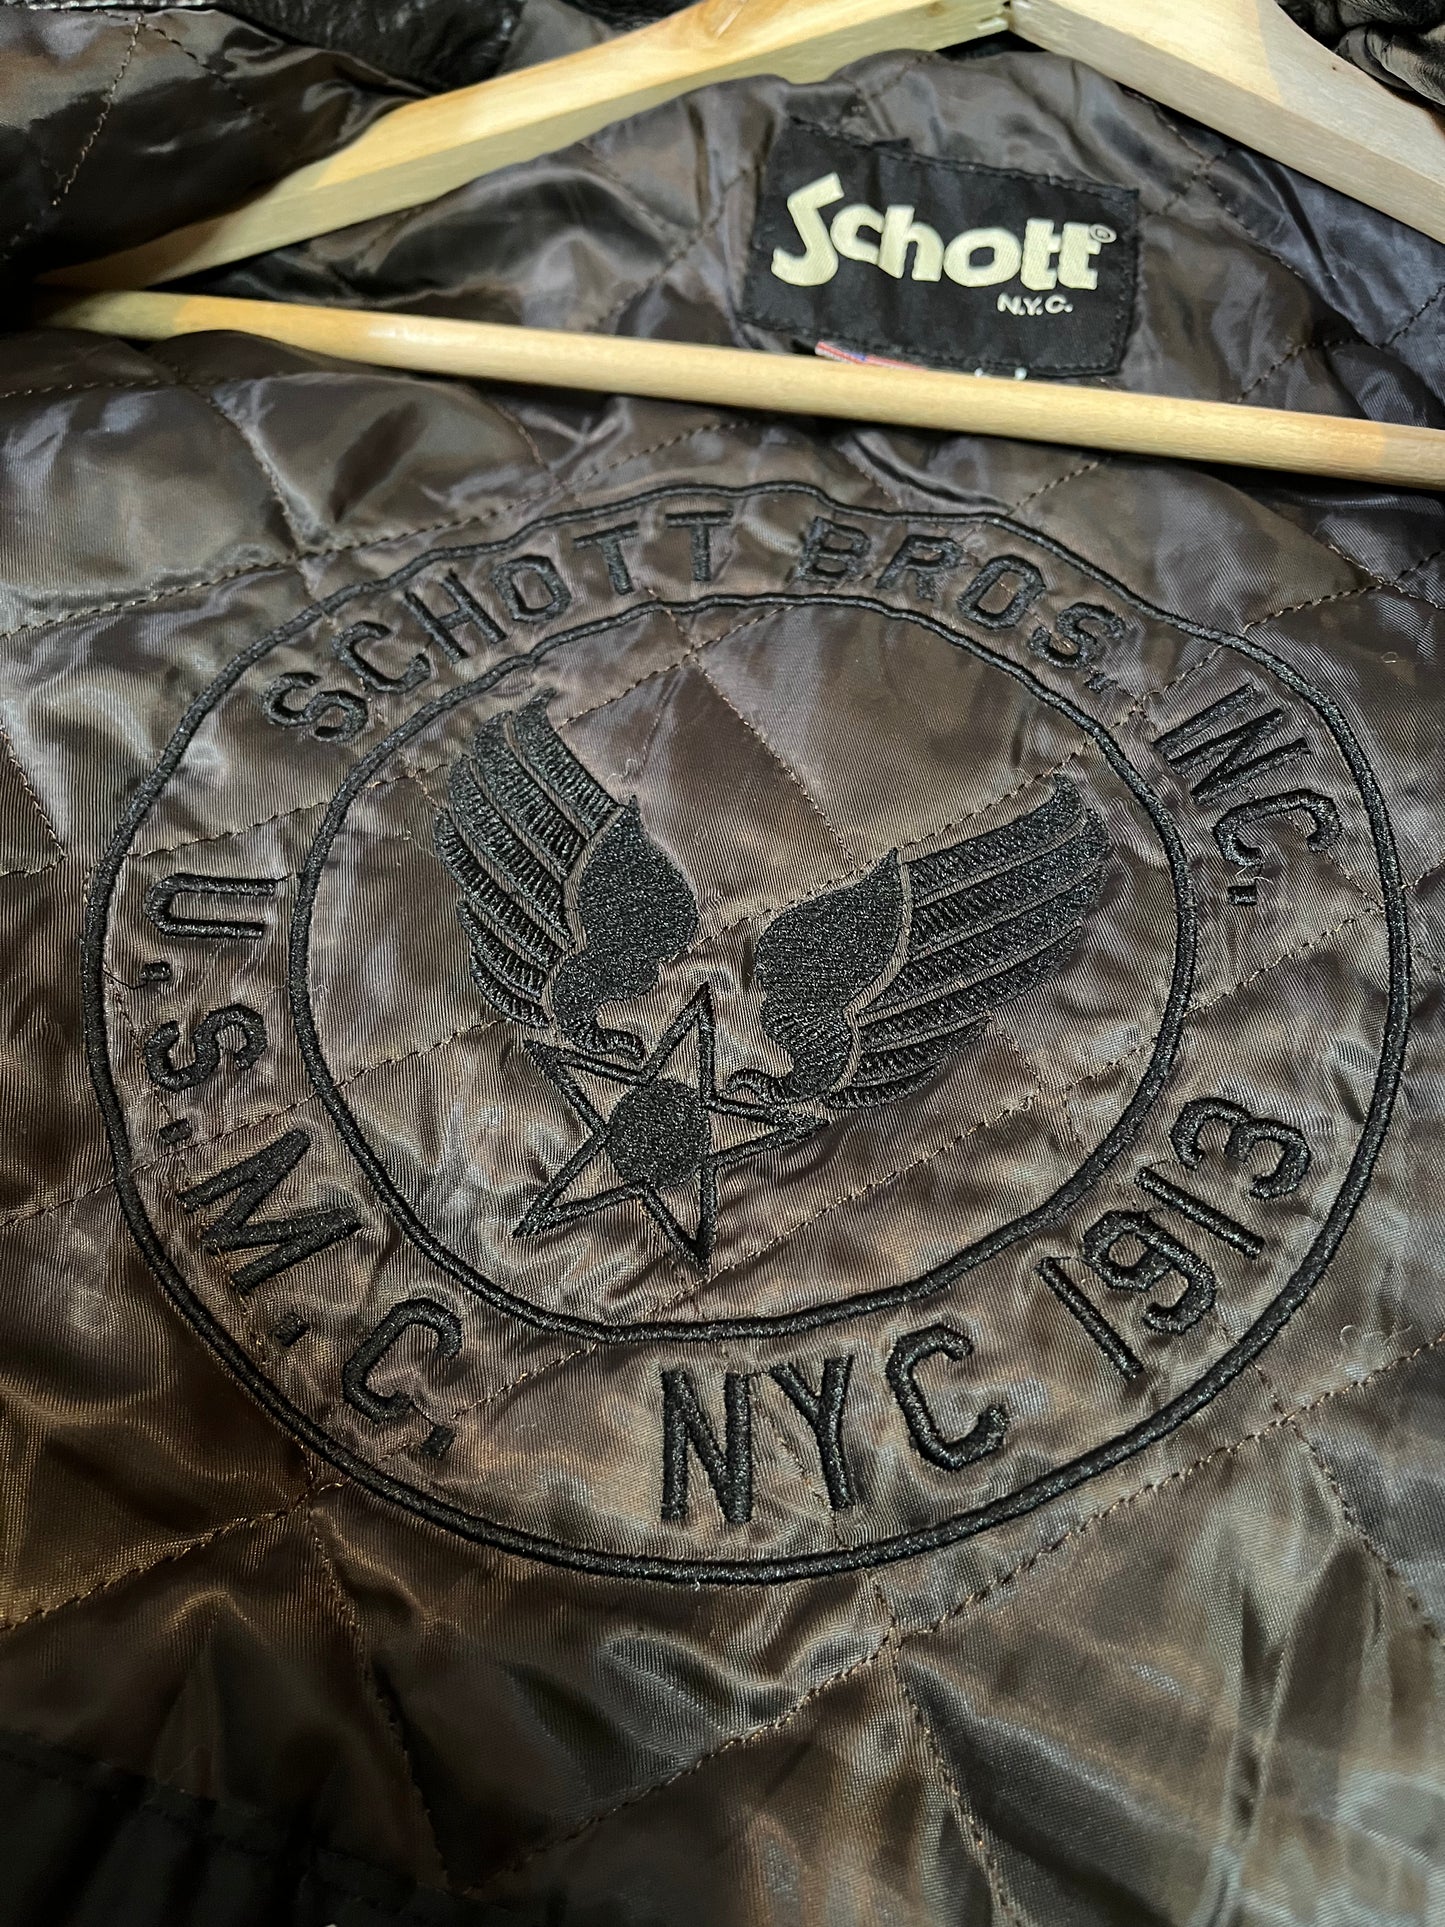 Schott®
N.Y.C.
SCHOTT BROS," INC,"
U.S.M.C. NYC 1913